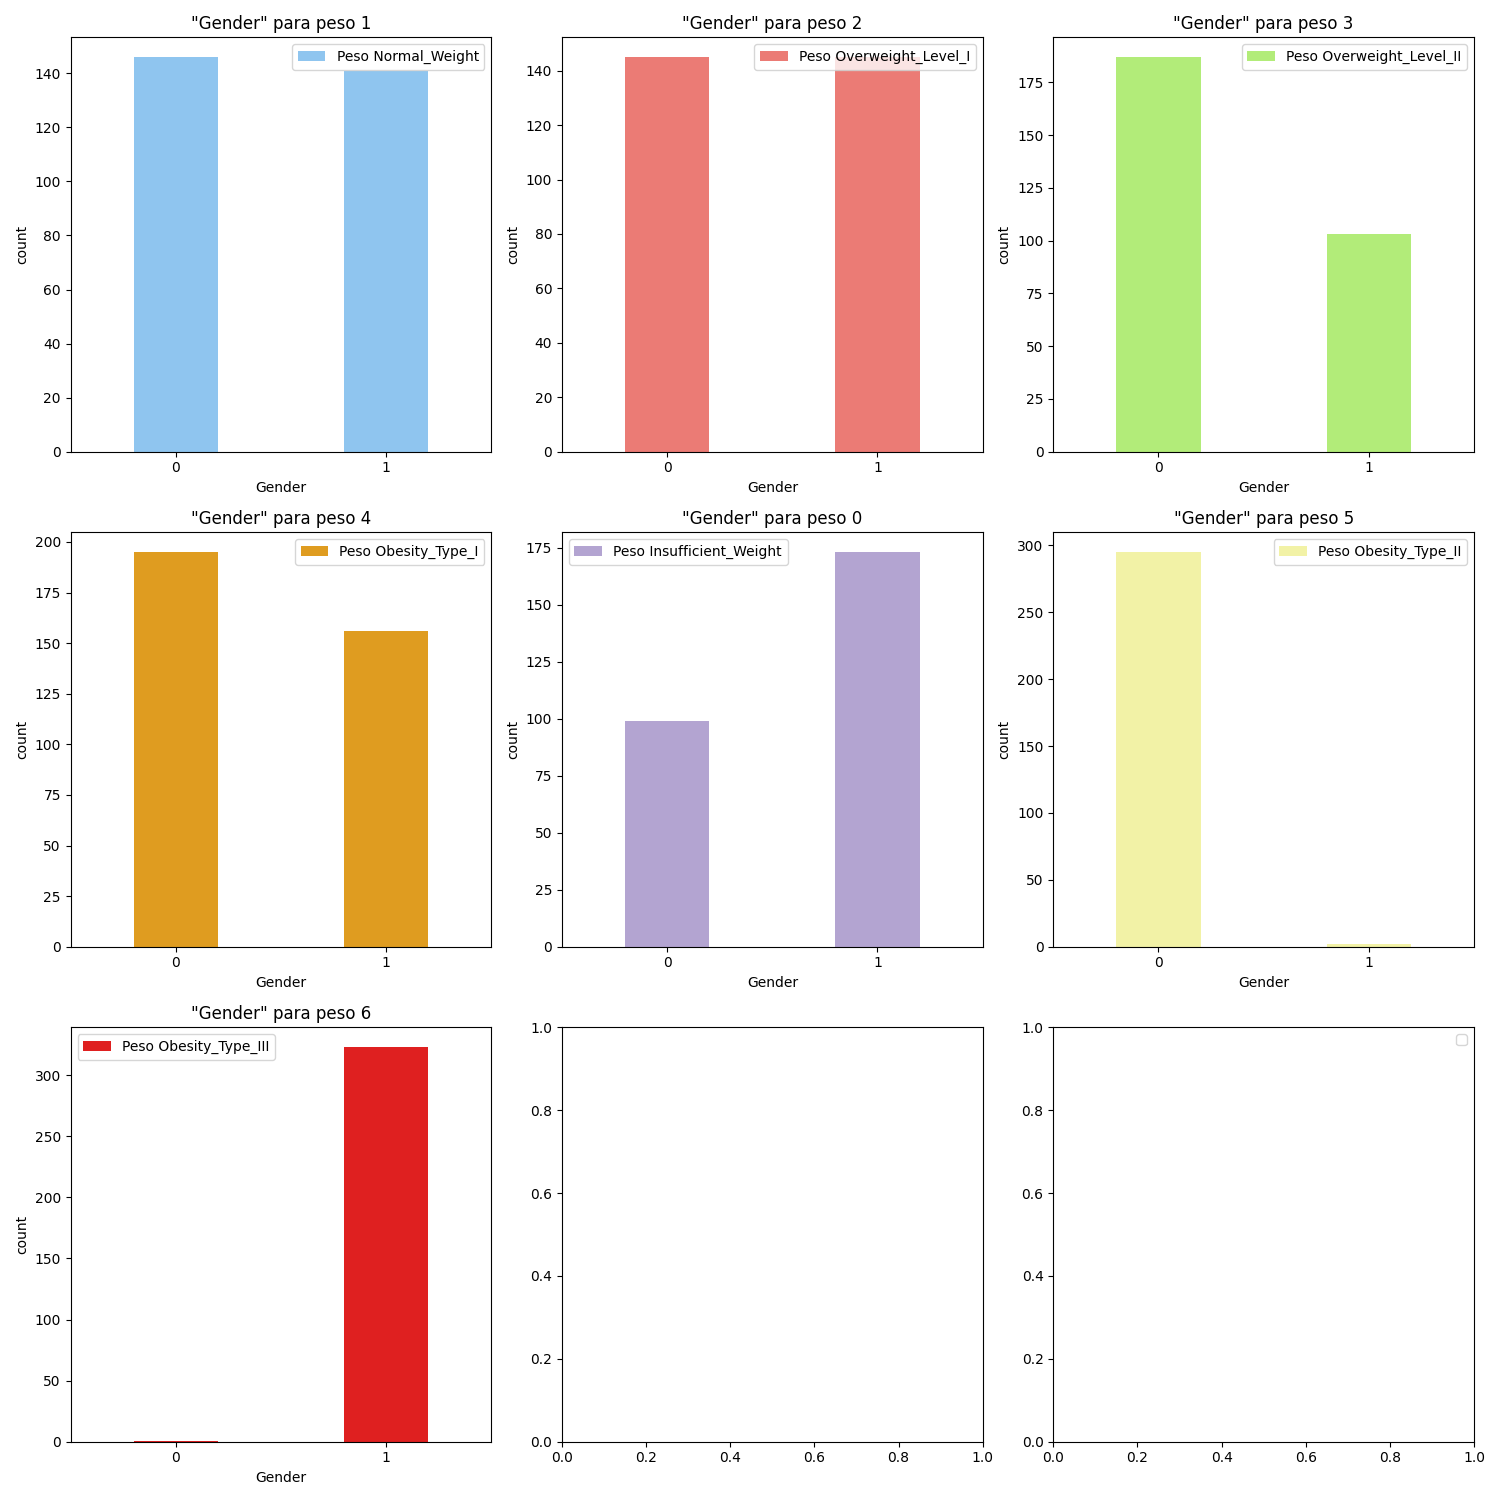 "Gender" para peso 1
Peso Normal_Weight
140
120
100
80
60
40
20
0
count
0 1
Gender
"Gender" para peso 2
Peso Overweight_Level_I
140
120
100
80
60
40
20
0
count
0 1
Gender
"Gender" para peso 3
Peso Overweight_Level_II
175
150
125
100
75
50
25
0
count
0 1
Gender
"Gender" para peso 4
Peso Obesity_Type_I
200
175
150
125
100
75
50
25
0
count
0 1
Gender
"Gender" para peso 0
Peso Insufficient_Weight
175
150
125
100
75
50
25
0
count
0 1
Gender
"Gender" para peso 5
Peso Obesity_Type_II
300
250
200
150
100
50
0
count
0 1
Gender
"Gender" para peso 6
Peso Obesity_Type_III
300
250
200
150
100
50
0
count
0 1
Gender
1.0
0.8
0.6
0.4
0.2
0.0
0.0 0.2 0.4 0.6 0.8 1.0
1.0
0.8
0.6
0.4
0.2
0.0
0.0 0.2 0.4 0.6 0.8 1.0